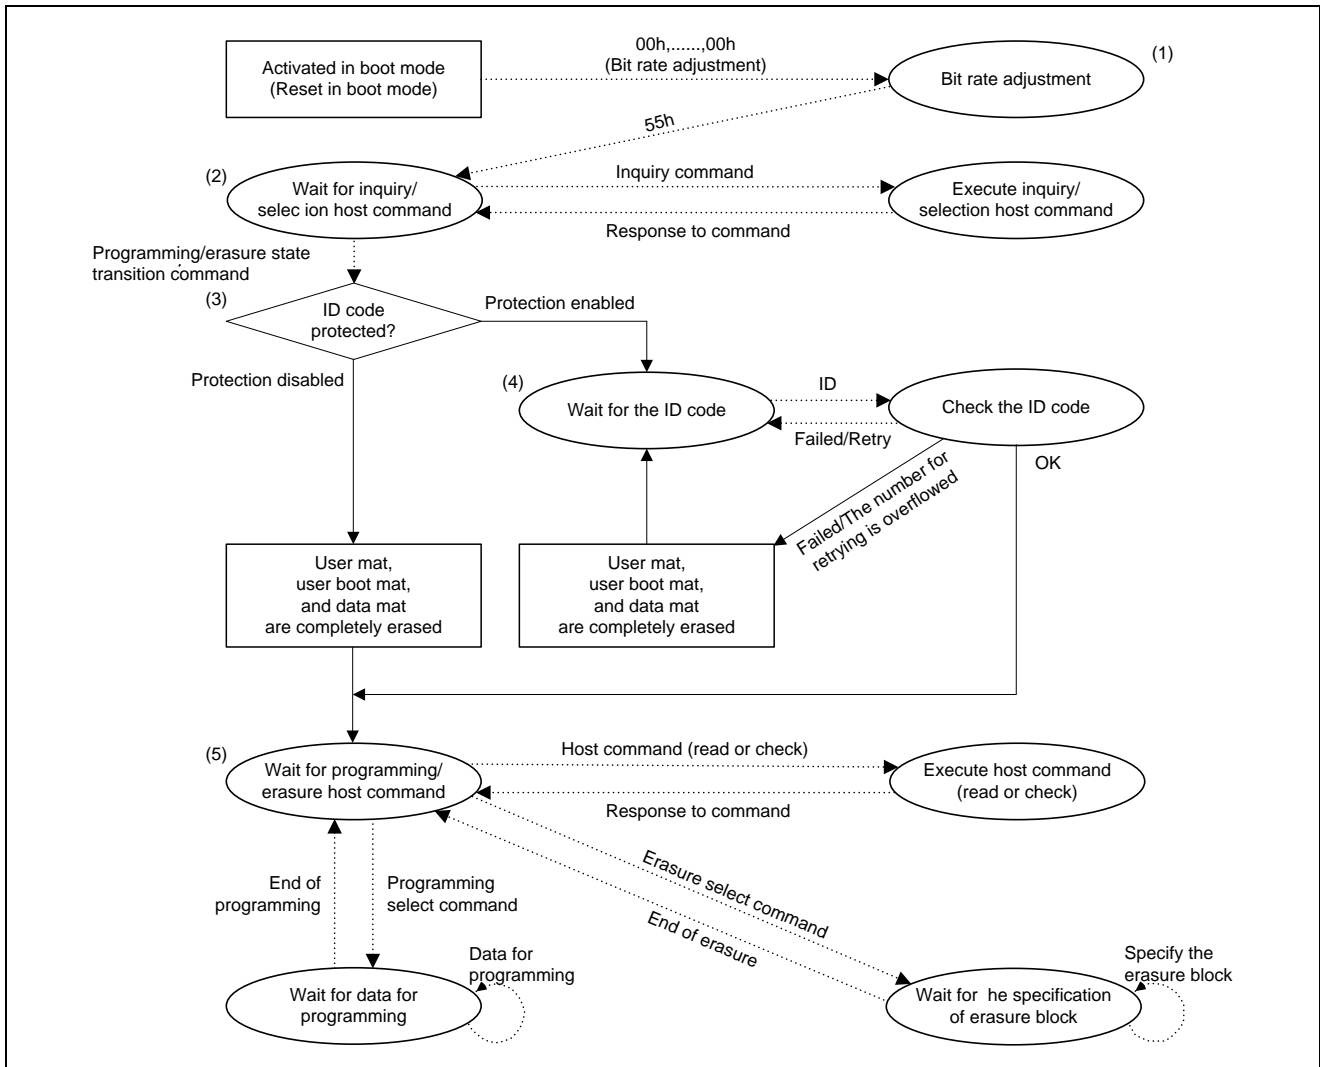 00h,......,00h
(Bit rate adjustment)
(1)
Activated in boot mode
(Reset in boot mode)
Bit rate adjustment
55h
(2)
Wait for inquiry/
selec ion host command
Inquiry command
Response to command
Execute inquiry/
selection host command
Programming/erasure state
transition command
(3)
ID code
protected?
Protection enabled
Protection disabled
(4)
Wait for the ID code
ID
Failed/Retry
Check the ID code
OK
Failed/The number for
retrying is overflowed
User mat,
user boot mat,
and data mat
are completely erased
User mat,
user boot mat,
and data mat
are completely erased
(5)
Wait for programming/
erasure host command
Host command (read or check)
Response to command
Execute host command
(read or check)
Erasure select command
End of erasure
End of
programming
Programming
select command
Data for
programming
Wait for data for
programming
Specify the
erasure block
Wait for  he specification
of erasure block